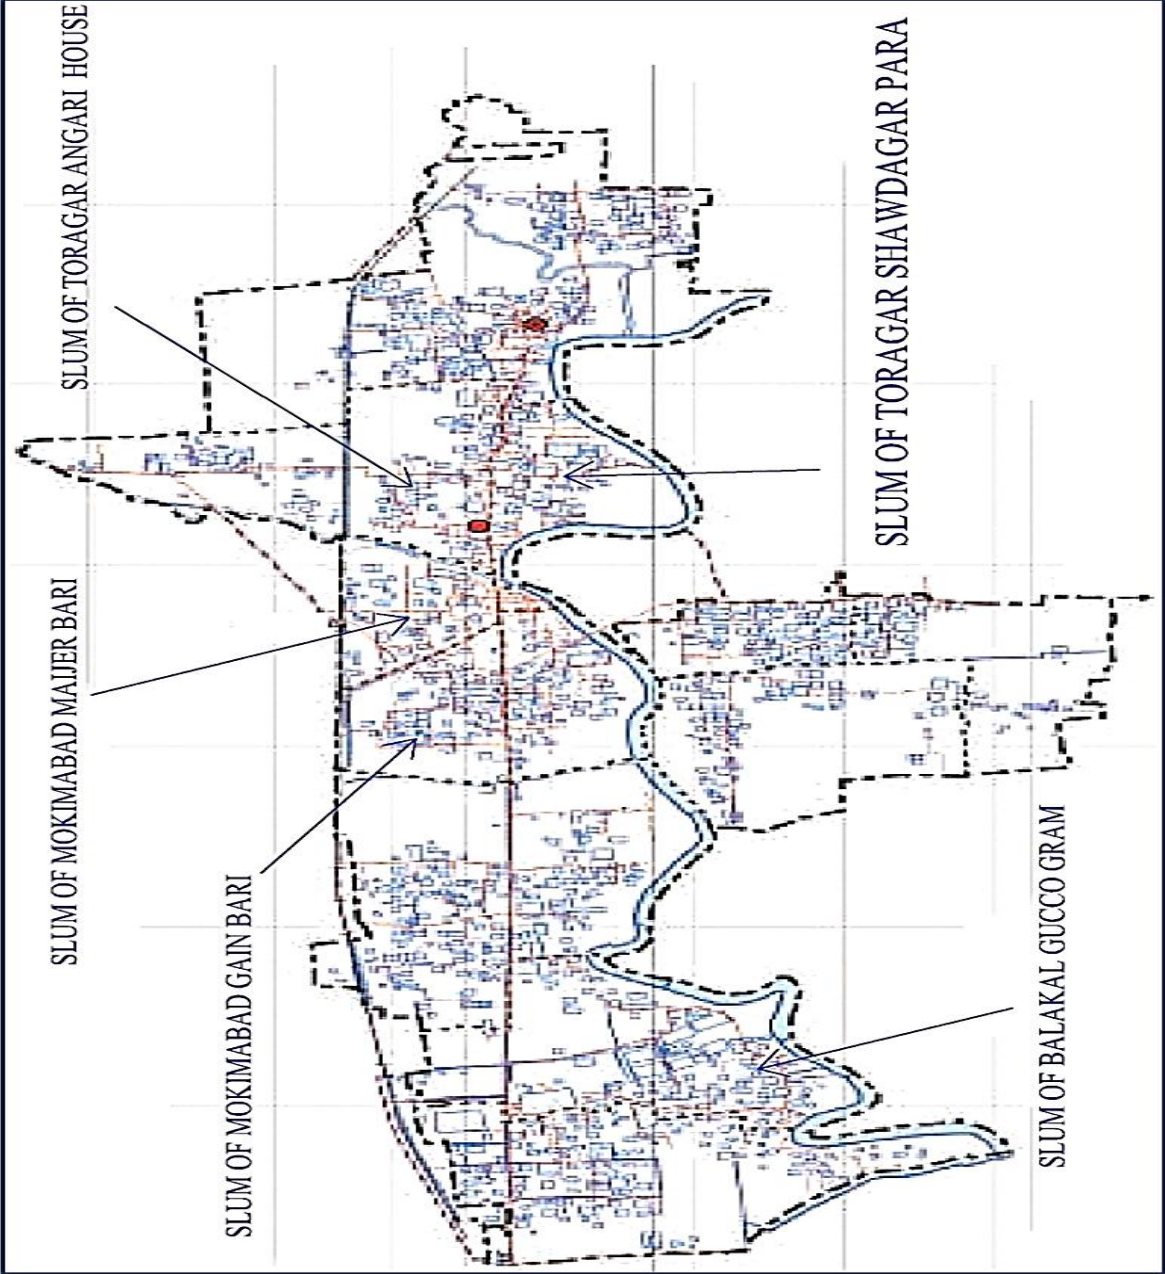 SLUM OF TORAGAR ANGARI HOUSE
SLUM OF MOKIMABAD MAJIER BARI
SLUM OF MOKIMABAD GAIN BARI
SLUM OF TORAGAR SHAWDAGAR PARA
SLUM OF BALAKAL GUCCO GRAM